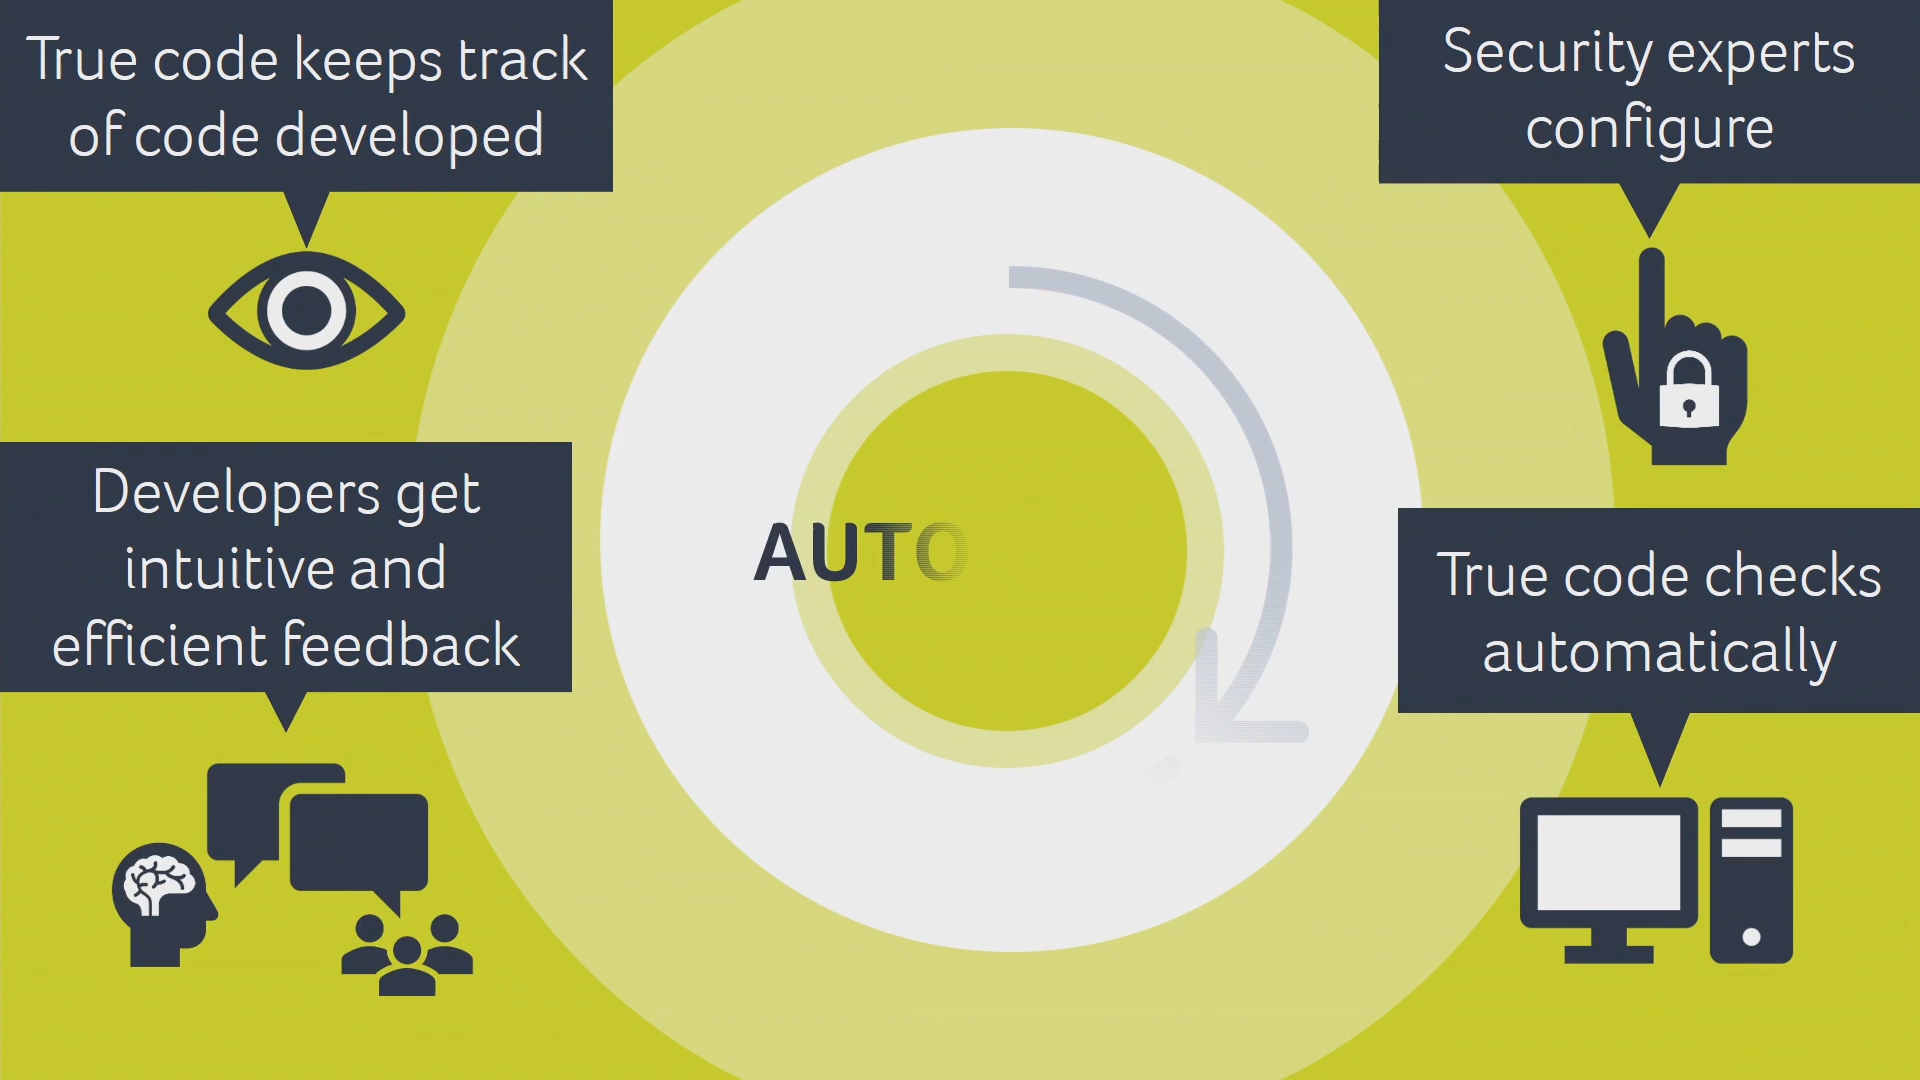 True code keeps track
of code developed
Security experts
configure
Developers get
intuitive and
efficient feedback
AUTO
True code checks
automatically